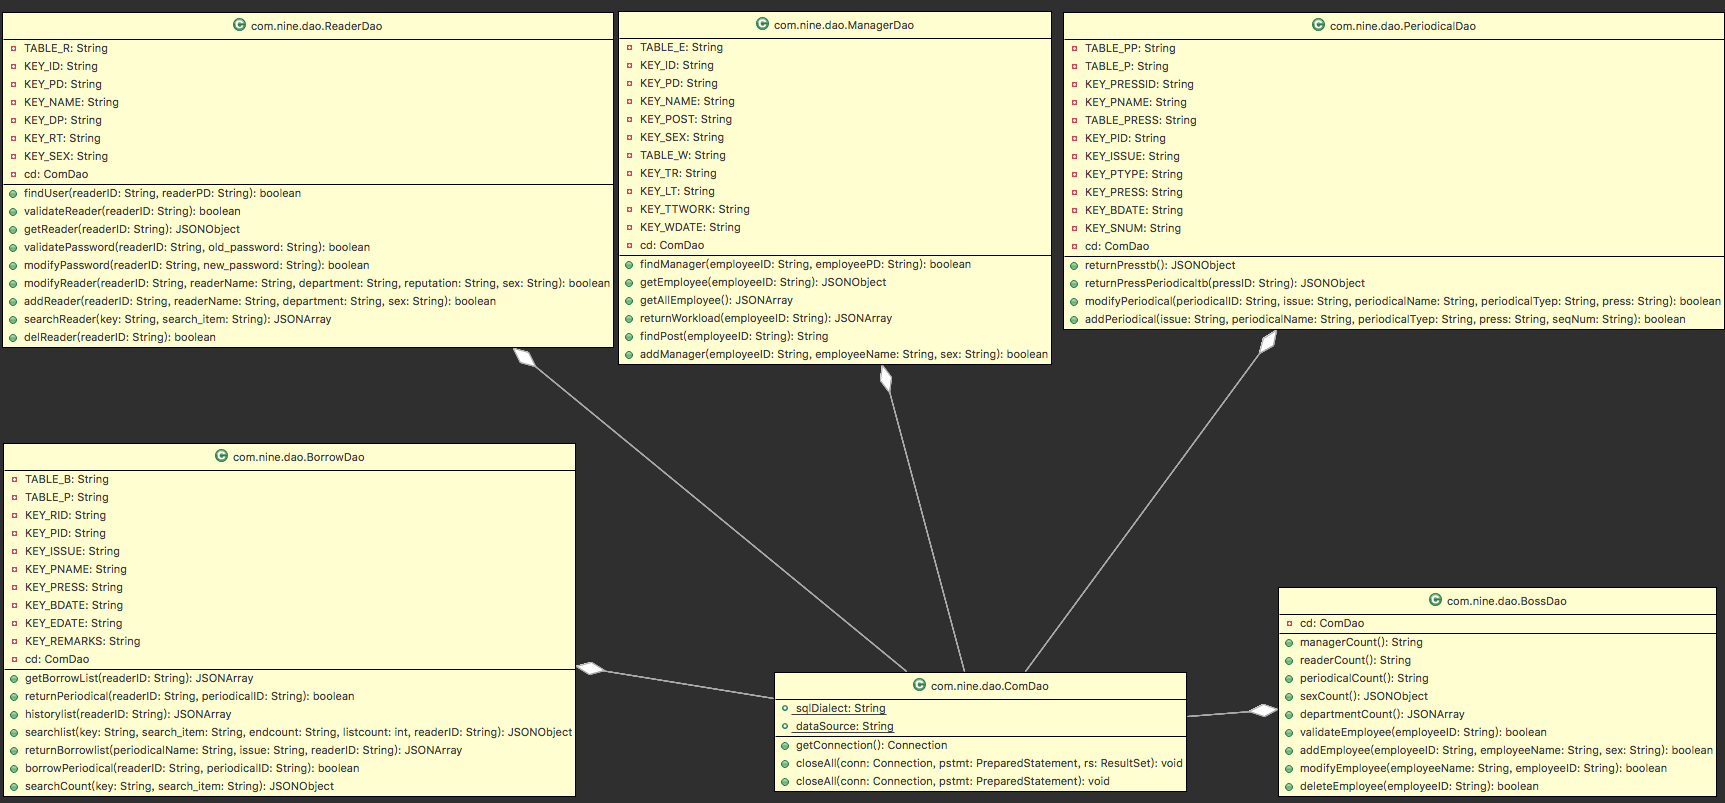 com.nine.dao.ReaderDao
TABLE_R: String
KEY_ID: String
KEY_PD: String
KEY_NAME: String
KEY_DP: String
KEY_RT: String
KEY_SEX: String
cd: ComDao
findUser(readerID: String, readerPD: String): boolean
validateReader(readerID: String): boolean
getReader(readerID: String): JSONObject
validatePassword(readerID: String, old_password: String): boolean
modifyPassword(readerID: String, new_password: String): boolean
modifyReader(readerID: String, readerName: String, department: String, reputation: String, sex: String): boolean
addReader(readerID: String, readerName: String, department: String, sex: String): boolean
searchReader(key: String, search_item: String): JSONArray
delReader(readerID: String): boolean
com.nine.dao.ManagerDao
TABLE_E: String
KEY_ID: String
KEY_PD: String
KEY_NAME: String
KEY_POST: String
KEY_SEX: String
TABLE_W: String
KEY_TR: String
KEY_LT: String
KEY_TTWORK: String
KEY_WDATE: String
cd: ComDao
findManager(employeeID: String, employeePD: String): boolean
getEmployee(employeeID: String): JSONObject
getAllEmployee(): JSONArray
returnWorkload(employeeID: String): JSONArray
findPost(employeeID: String): String
addManager(employeeID: String, employeeName: String, sex: String): boolean
com.nine.dao.PeriodicalDao
TABLE_PP: String
TABLE_P: String
KEY_PRESSID: String
KEY_PNAME: String
TABLE_PRESS: String
KEY_PID: String
KEY_ISSUE: String
KEY_PTYPE: String
KEY_PRESS: String
KEY_BDATE: String
KEY_SNUM: String
cd: ComDao
returnPresstb(): JSONObject
returnPressPeriodicaltb(pressID: String): JSONObject
modifyPeriodical(periodicalID: String, issue: String, periodicalName: String, periodicalTyep: String, press: String): boolean
addPeriodical(issue: String, periodicalName: String, periodicalTyep: String, press: String, seqNum: String): boolean
com.nine.dao.BorrowDao
TABLE_B: String
TABLE_P: String
KEY_RID: String
KEY_PID: String
KEY_ISSUE: String
KEY_PNAME: String
KEY_PRESS: String
KEY_BDATE: String
KEY_EDATE: String
KEY_REMARKS: String
cd: ComDao
getBorrowList(readerID: String): JSONArray
returnPeriodical(readerID: String, periodicalID: String): boolean
historylist(readerID: String): JSONArray
searchlist(key: String, search_item: String, endcount: String, listcount: int, readerID: String): JSONObject
returnBorrowlist(periodicalName: String, issue: String, readerID: String): JSONArray
borrowPeriodical(readerID: String, periodicalID: String): boolean
searchCount(key: String, search_item: String): JSONObject
com.nine.dao.ComDao
sqlDialect: String
dataSource: String
getConnection(): Connection
closeAll(conn: Connection, pstmt: PreparedStatement, rs: ResultSet): void
closeAll(conn: Connection, pstmt: PreparedStatement): void
com.nine.dao.BossDao
cd: ComDao
managerCount(): String
readerCount(): String
periodicalCount(): String
sexCount(): JSONObject
departmentCount(): JSONArray
validateEmployee(employeeID: String): boolean
addEmployee(employeeID: String, employeeName: String, sex: String): boolean
modifyEmployee(employeeName: String, employeeID: String): boolean
deleteEmployee(employeeID: String): boolean